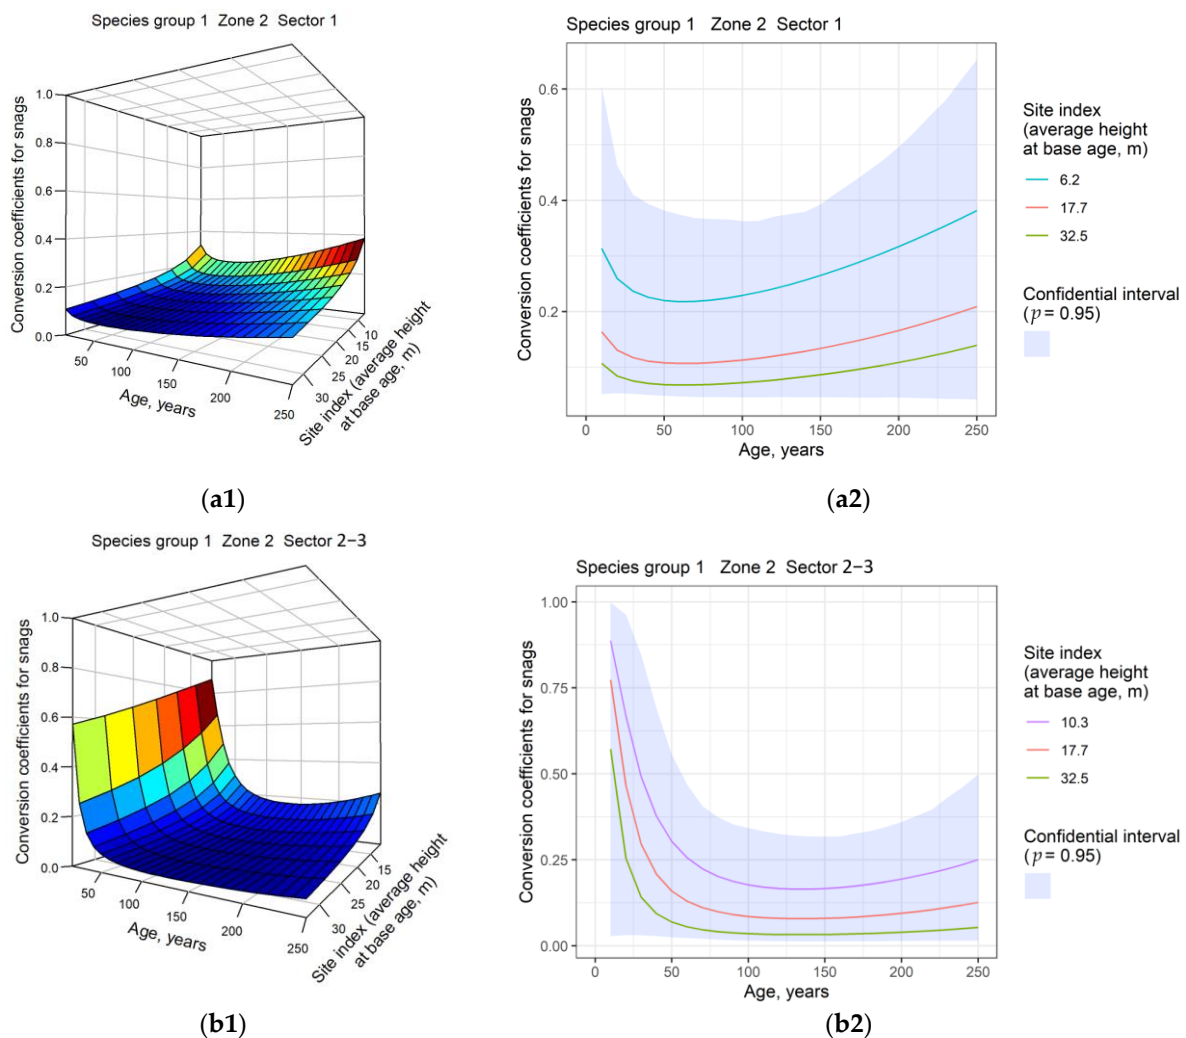 Species group 1 Zone 2 Sector 1
Conversion coefficients for snags
1.0
0.8
0.6
0.4
0.2
0.0
50
100
150
200
250
Age, years
10
15
20
25
30
Site index (average height
at base age, m)
(a1)
Species group 1 Zone 2 Sector 1
Conversion coefficients for snags
0.6
0.4
0.2
0
50
100
150
200
250
Age, years
Site index
(average height
at base age, m)
6.2
17.7
32.5
Confidential interval
(p = 0.95)
(a2)
Species group 1 Zone 2 Sector 2–3
Conversion coefficients for snags
1.0
0.8
0.6
0.4
0.2
0.0
50
100
150
200
250
Age, years
15
20
25
30
Site index (average height
at base age, m)
(b1)
Species group 1 Zone 2 Sector 2–3
Conversion coefficients for snags
1.00
0.75
0.50
0.25
0.00
0
50
100
150
200
250
Age, years
Site index
(average height
at base age, m)
10.3
17.7
32.5
Confidential interval
(p = 0.95)
(b2)